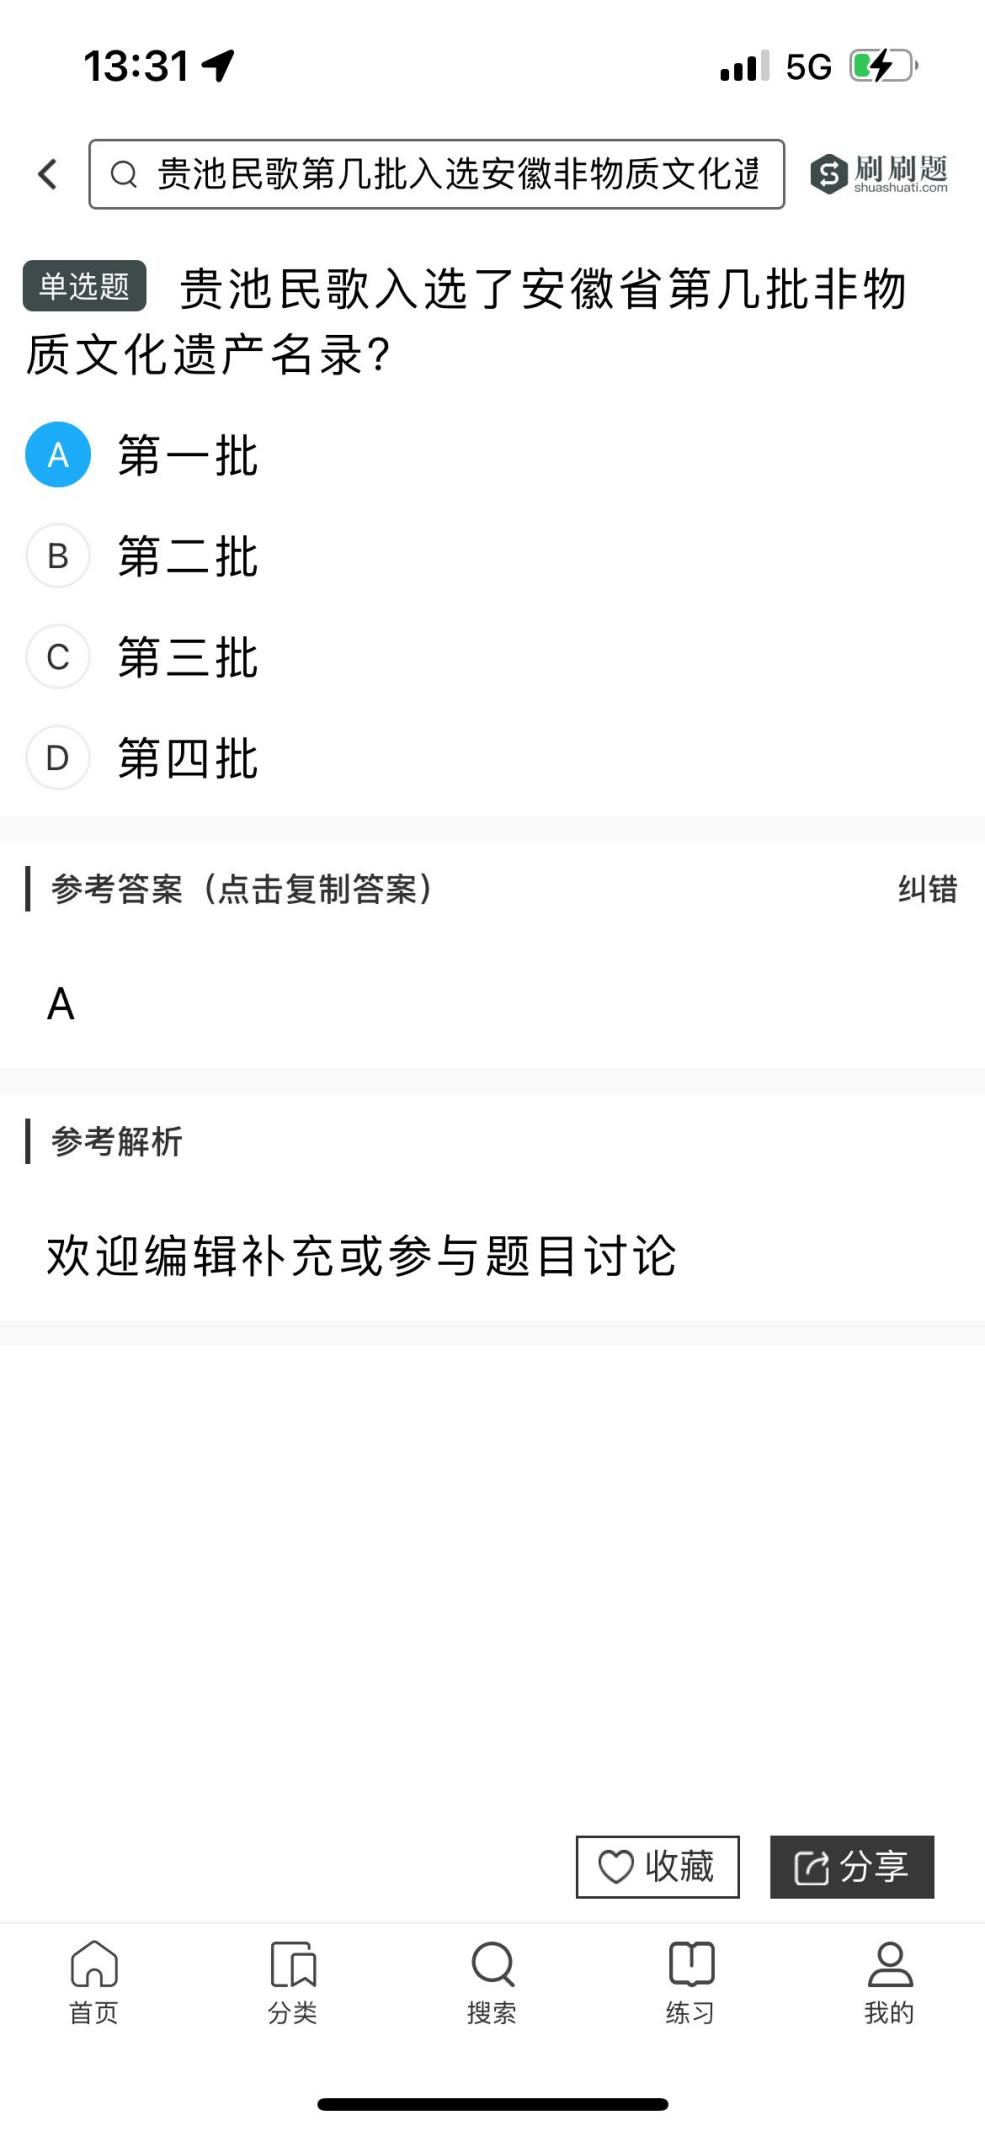 13:31
5G
贵池民歌第几批入选安徽非物质文化遗
刷刷题
shuashuati.com
单选题 贵池民歌入选了安徽省第几批非物
质文化遗产名录?
A 第一批
B 第二批
C 第三批
D 第四批
参考答案（点击复制答案）
纠错
A
参考解析
欢迎编辑补充或参与题目讨论
收藏
分享
首页
分类
搜索
练习
我的